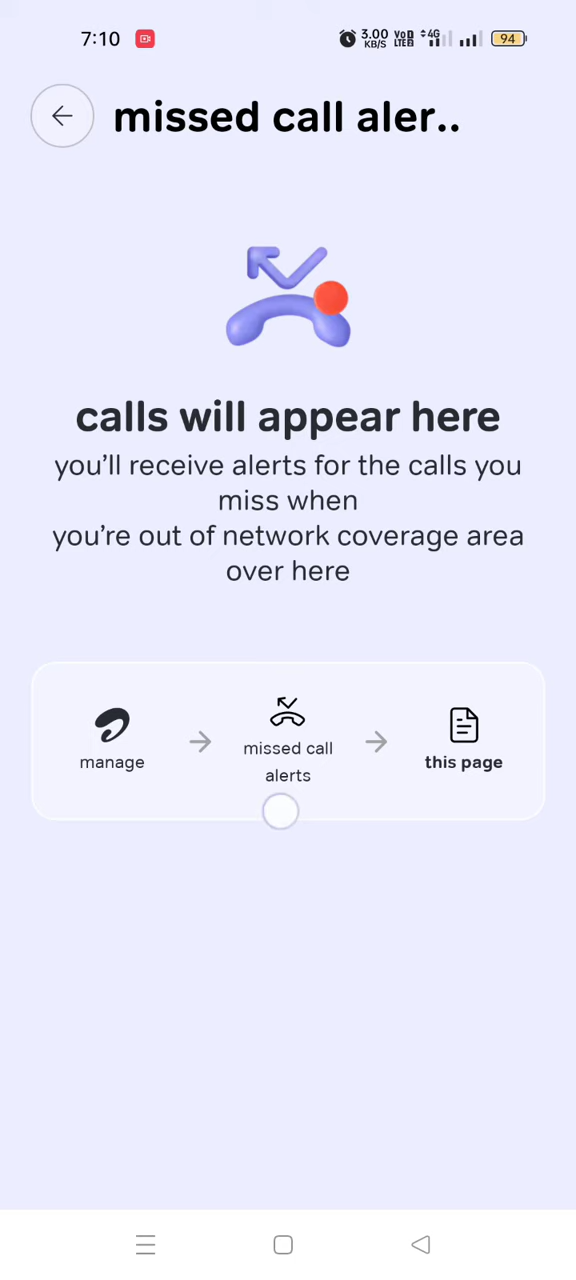 7:10
3.00 KB/S
VoD LTE2
4G
94
missed call aler..
calls will appear here
you’ll receive alerts for the calls you
miss when
you’re out of network coverage area
over here
manage
missed call
alerts
this page